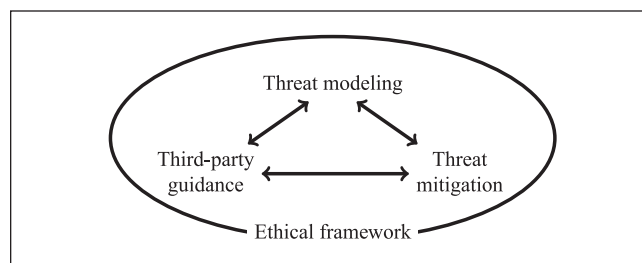 Threat modeling
Third-party
guidance
Threat
mitigation
Ethical framework